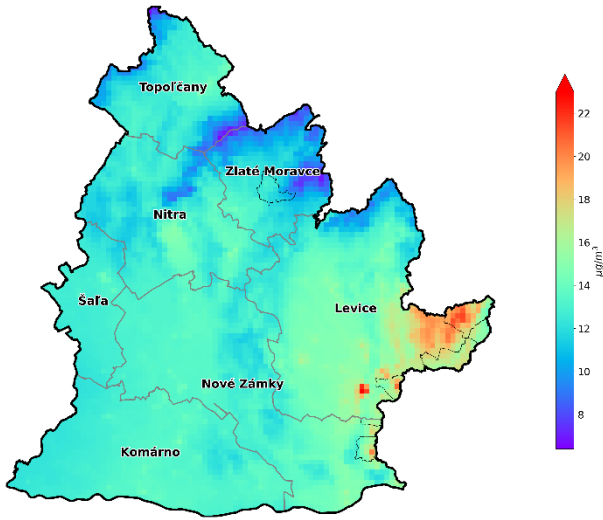 Topoľčany
Zlaté Moravce
Nitra
Šaľa
Levice
Nové Zámky
Komárno
22
20
18
16
14
12
10
8
μg/m³